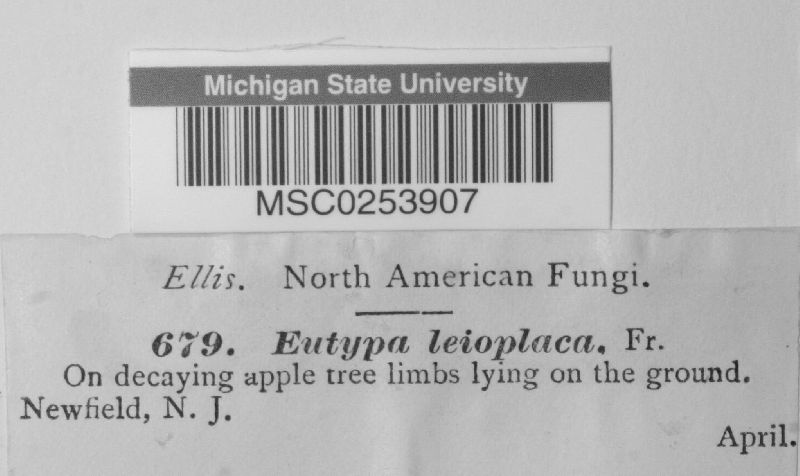 Michigan State University
MSC0253907
Ellis. North American Fungi.
679. Eutypa leioplaca, Fr.
On decaying apple tree limbs lying on the ground.
Newfield, N. J.
April.